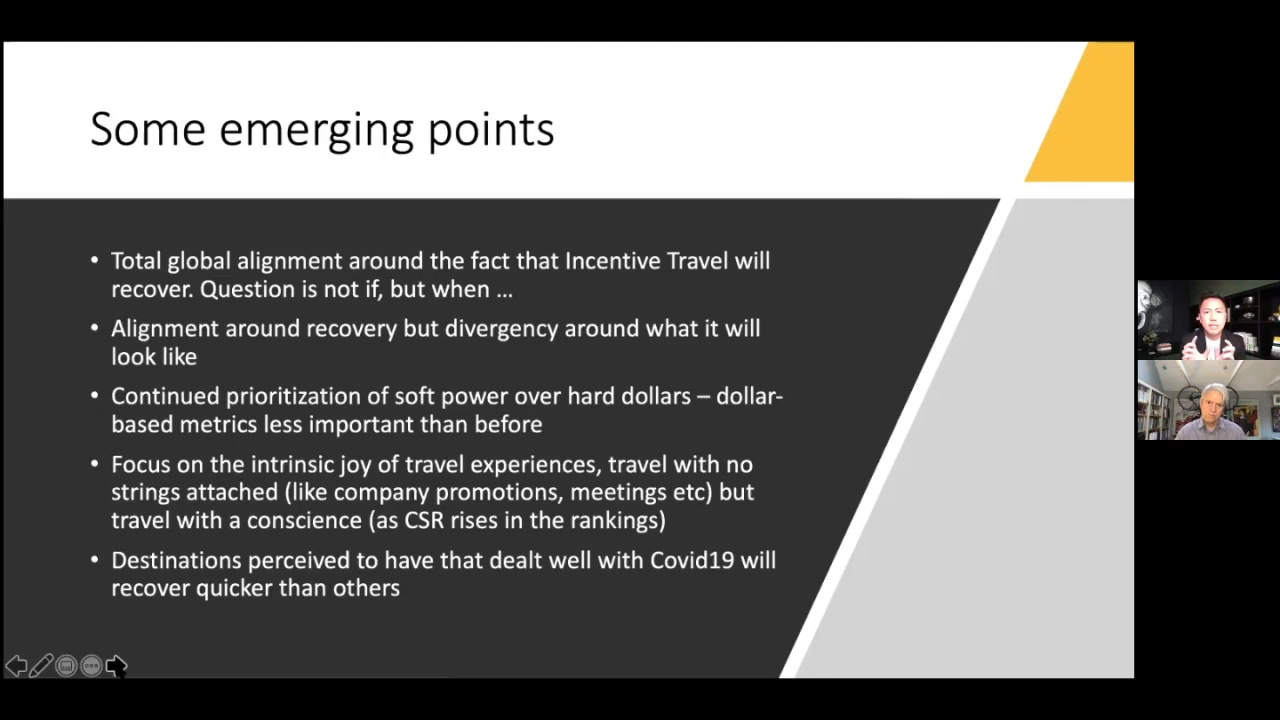 Some emerging points
• Total global alignment around the fact that Incentive Travel will
recover. Question is not if, but when ...
• Alignment around recovery but divergency around what it will
look like
• Continued prioritization of soft power over hard dollars – dollar-
based metrics less important than before
• Focus on the intrinsic joy of travel experiences, travel with no
strings attached (like company promotions, meetings etc) but
travel with a conscience (as CSR rises in the rankings)
• Destinations perceived to have that dealt well with Covid19 will
recover quicker than others